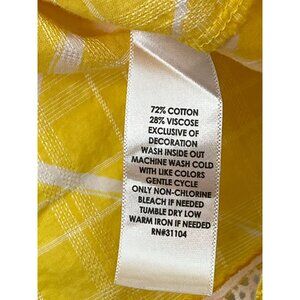 72% COTTON
28% VISCOSE
EXCLUSIVE OF
DECORATION
WASH INSIDE OUT
MACHINE WASH COLD
WITH LIKE COLORS
GENTLE CYCLE
ONLY NON-CHLORINE
BLEACH IF NEEDED
TUMBLE DRY LOW
WARM IRON IF NEEDED
RN#31104